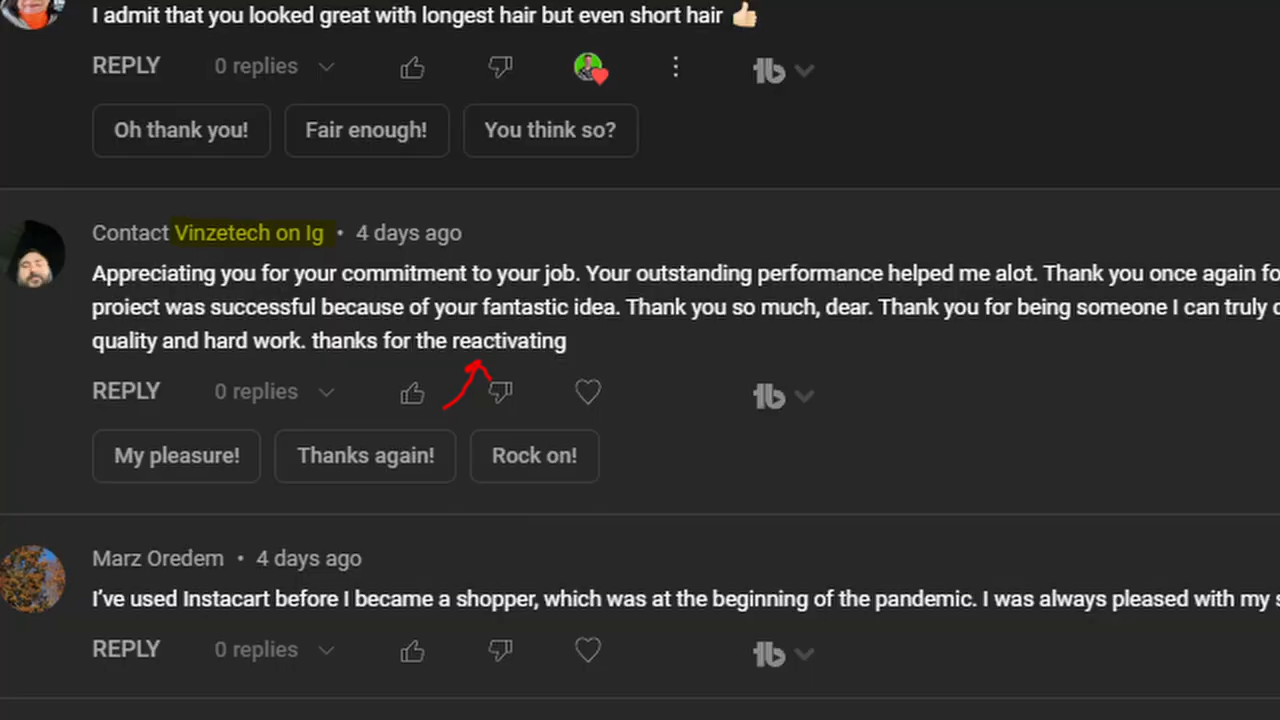 I admit that you looked great with longest hair but even short hair 👍🏻
REPLY 0 replies
Oh thank you! Fair enough! You think so?
Contact Vinzetech on Ig • 4 days ago
Appreciating you for your commitment to your job. Your outstanding performance helped me alot. Thank you once again fo
project was successful because of your fantastic idea. Thank you so much, dear. Thank you for being someone I can truly
quality and hard work. thanks for the reactivating
REPLY 0 replies
My pleasure! Thanks again! Rock on!
Marz Oredem • 4 days ago
I've used Instacart before I became a shopper, which was at the beginning of the pandemic. I was always pleased with my
REPLY 0 replies